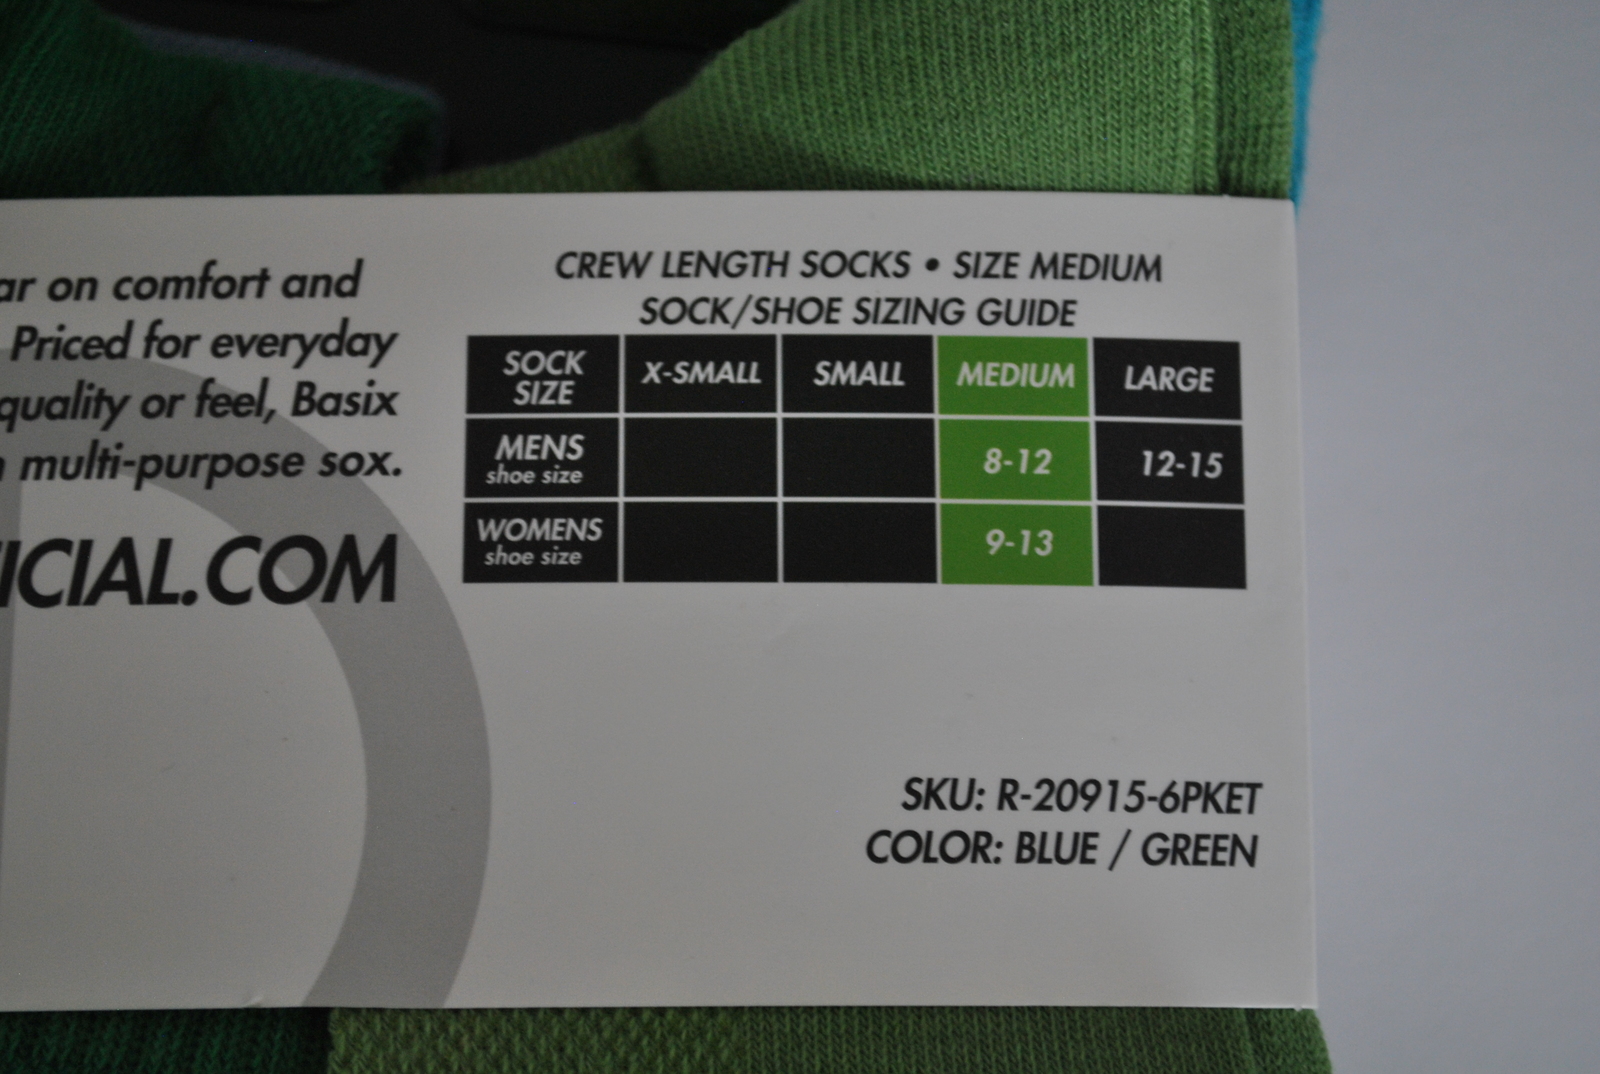 ar on comfort and
Priced for everyday
quality or feel, Basix
multi-purpose sox.
ICIAL.COM
CREW LENGTH SOCKS • SIZE MEDIUM
SOCK/SHOE SIZING GUIDE
SOCK SIZE X-SMALL SMALL MEDIUM LARGE
MENS shoe size 8-12 12-15
WOMENS shoe size 9-13
SKU: R-20915-6PKET
COLOR: BLUE / GREEN